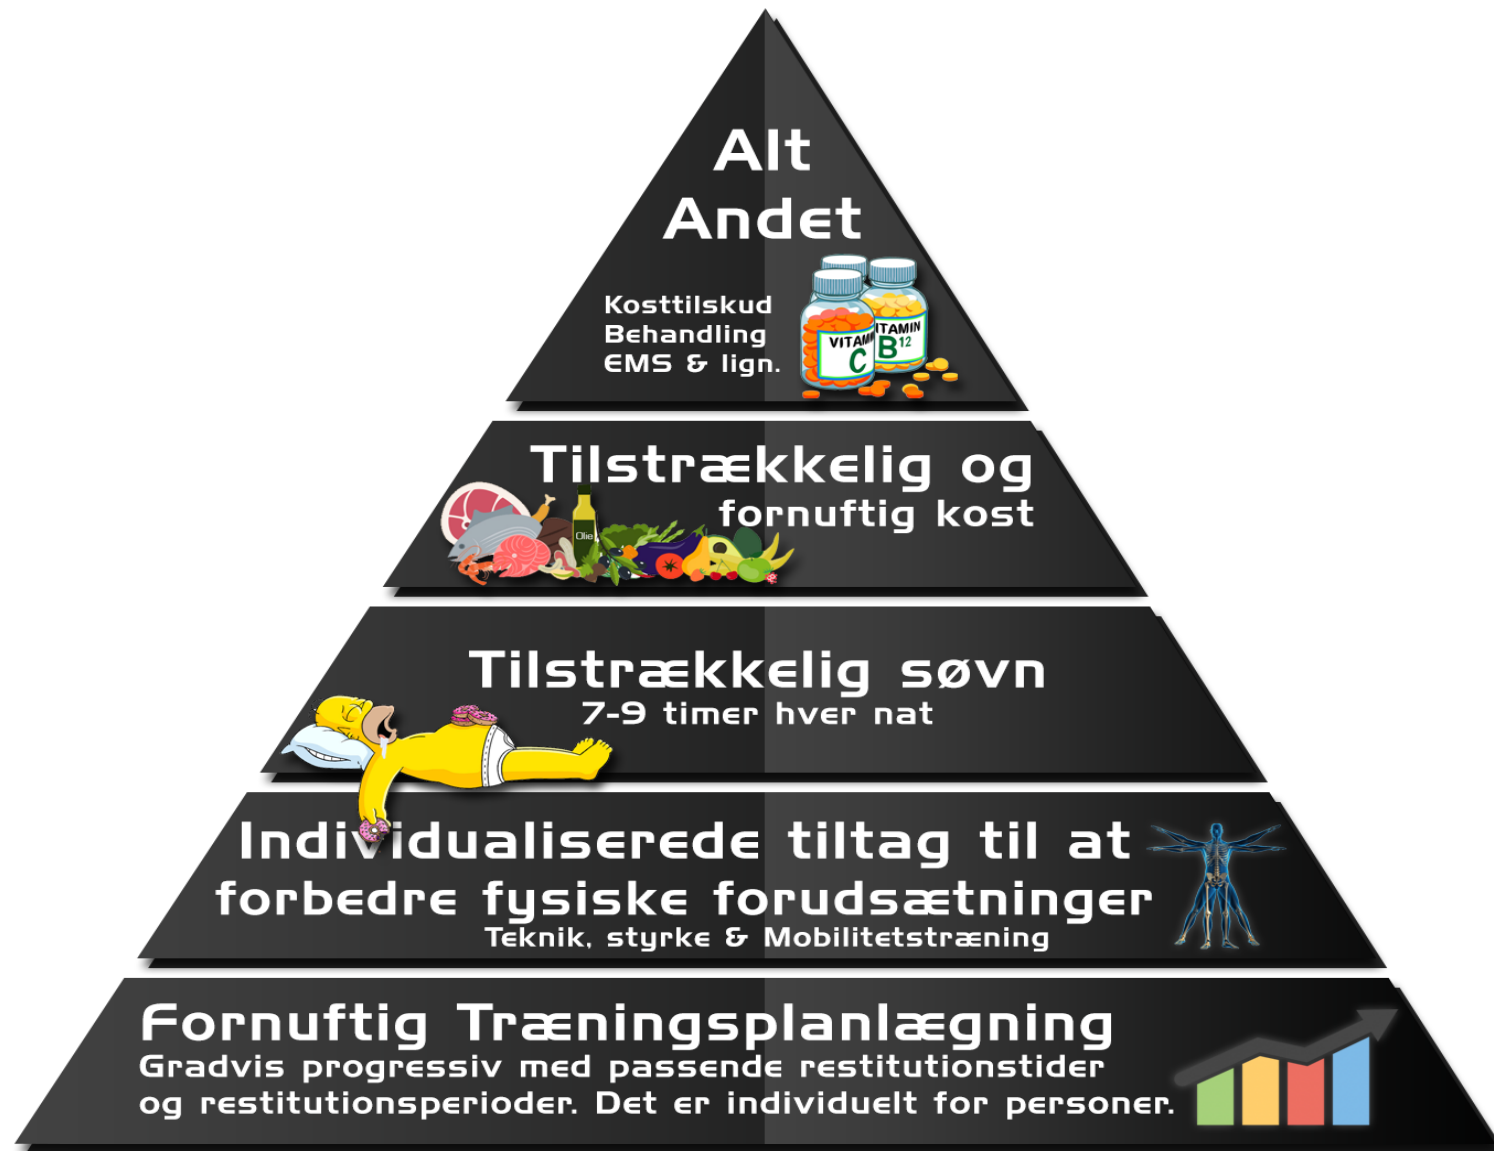 Alt
Andet
Kosttilskud
Behandling
EMS & lign.
VITAMIN
C
VITAMIN
B12
Tilstrækkelig og
fornuftig kost
Olie
Tilstrækkelig søvn
7-9 timer hver nat
Individualiserede tiltag til at
forbedre fysiske forudsætninger
Teknik, styrke & Mobilitetstræning
Fornuftig Træningsplanlægning
Gradvis progressiv med passende restitutionstider
og restitutionsperioder. Det er individuelt for personer.